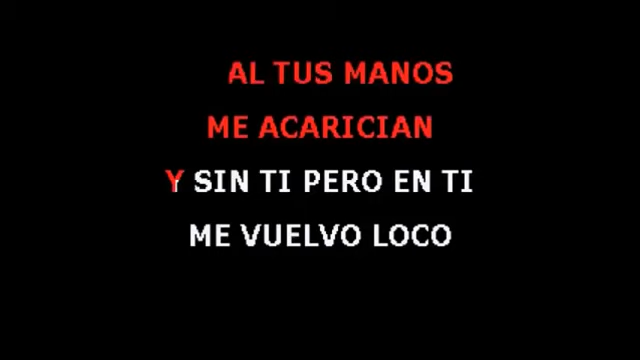 AL TUS MANOS
ME ACARICIAN
Y SIN TI PERO EN TI
ME VUELVO LOCO